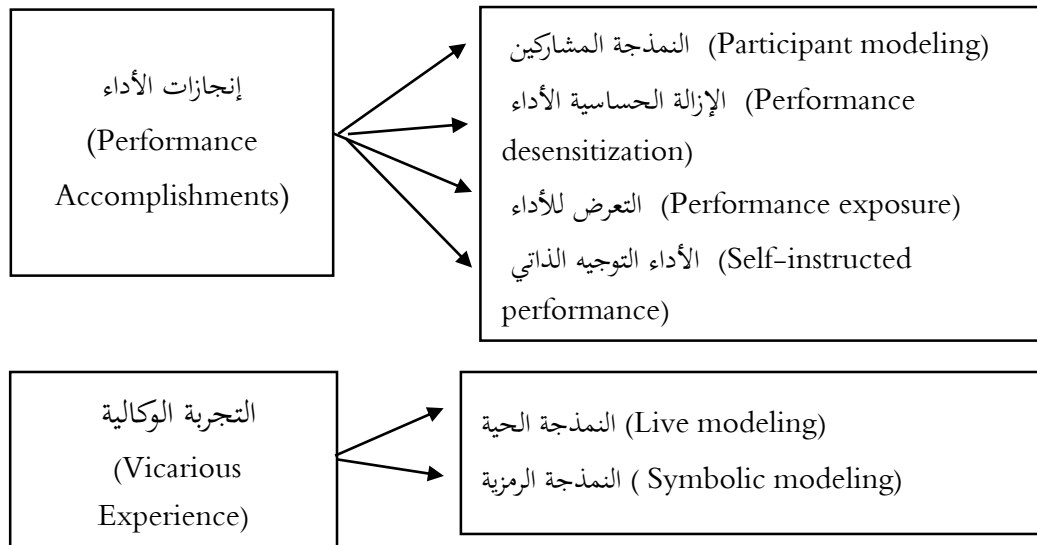 إنجازات الأداء
(Performance
Accomplishments)
النمذجة المشاركين (Participant modeling)
الإزالة الحساسية الأداء (Performance
desensitization)
التعرض للأداء (Performance exposure)
الأداء التوجيه الذاتي (Self-instructed
performance)
التجربة الوكالية
(Vicarious
Experience)
النمذجة الحية (Live modeling)
النمذجة الرمزية ( Symbolic modeling)